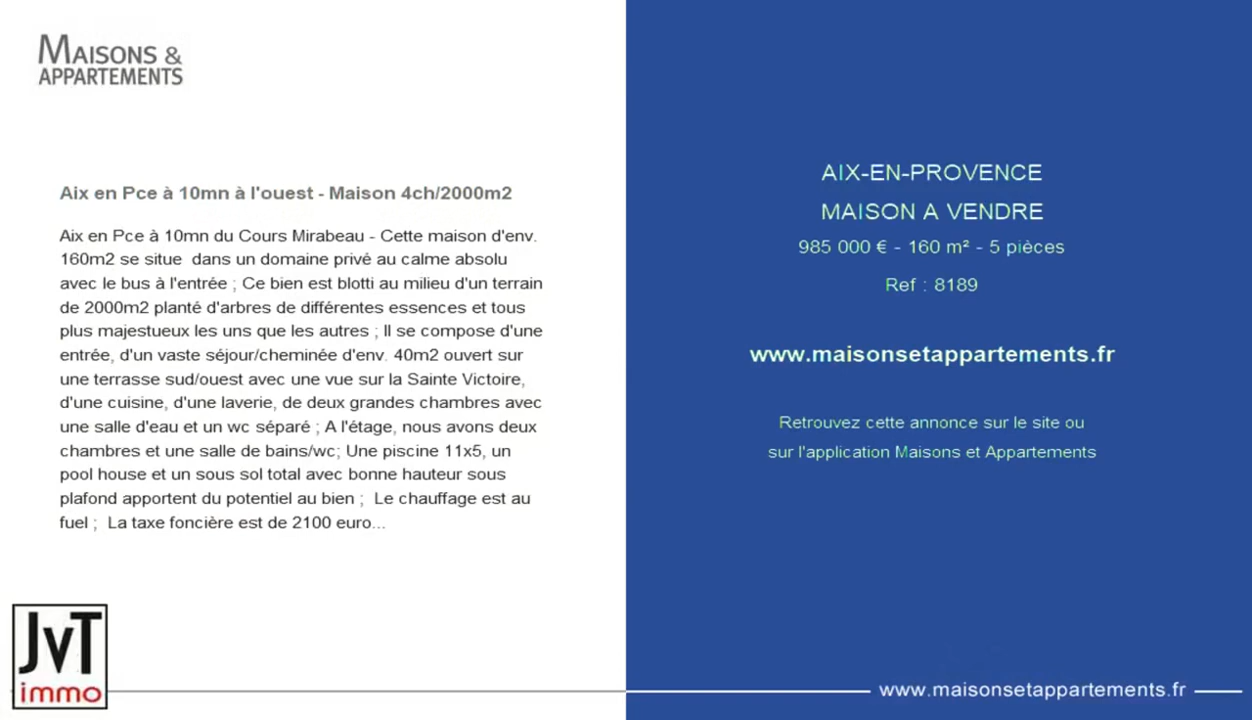 MAISONS &
APPARTEMENTS
Aix en Pce à 10mn à l'ouest - Maison 4ch/2000m2
Aix en Pce à 10mn du Cours Mirabeau - Cette maison d'env.
160m2 se situe  dans un domaine privé au calme absolu
avec le bus à l'entrée ; Ce bien est blotti au milieu d'un terrain
de 2000m2 planté d'arbres de différentes essences et tous
plus majestueux les uns que les autres ; Il se compose d'une
entrée, d'un vaste séjour/cheminée d'env. 40m2 ouvert sur
une terrasse sud/ouest avec une vue sur la Sainte Victoire,
d'une cuisine, d'une laverie, de deux grandes chambres avec
une salle d'eau et un wc séparé ; A l'étage, nous avons deux
chambres et une salle de bains/wc; Une piscine 11x5, un
pool house et un sous sol total avec bonne hauteur sous
plafond apportent du potentiel au bien ;  Le chauffage est au
fuel ;  La taxe foncière est de 2100 euro...
JvT
immo
AIX-EN-PROVENCE
MAISON A VENDRE
985 000 € - 160 m² - 5 pièces
Ref : 8189
www.maisonsetappartements.fr
Retrouvez cette annonce sur le site ou
sur l'application Maisons et Appartements
www.maisonsetappartements.fr